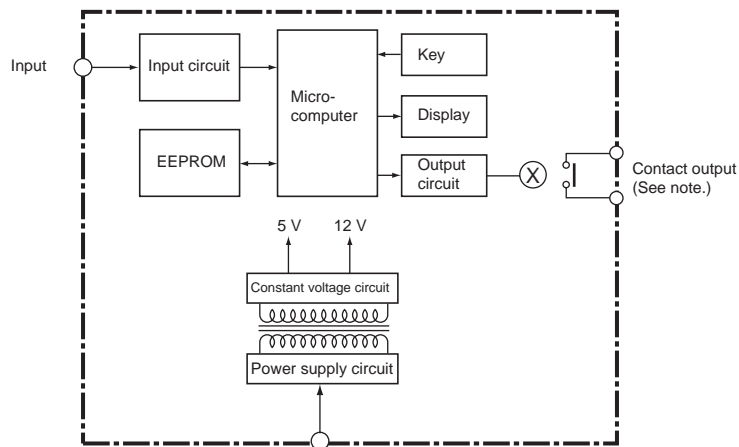 Input
Input circuit
Micro-
computer
Key
Display
EEPROM
Output
circuit
X
Contact output
(See note.)
5 V
12 V
Constant voltage circuit
Power supply circuit